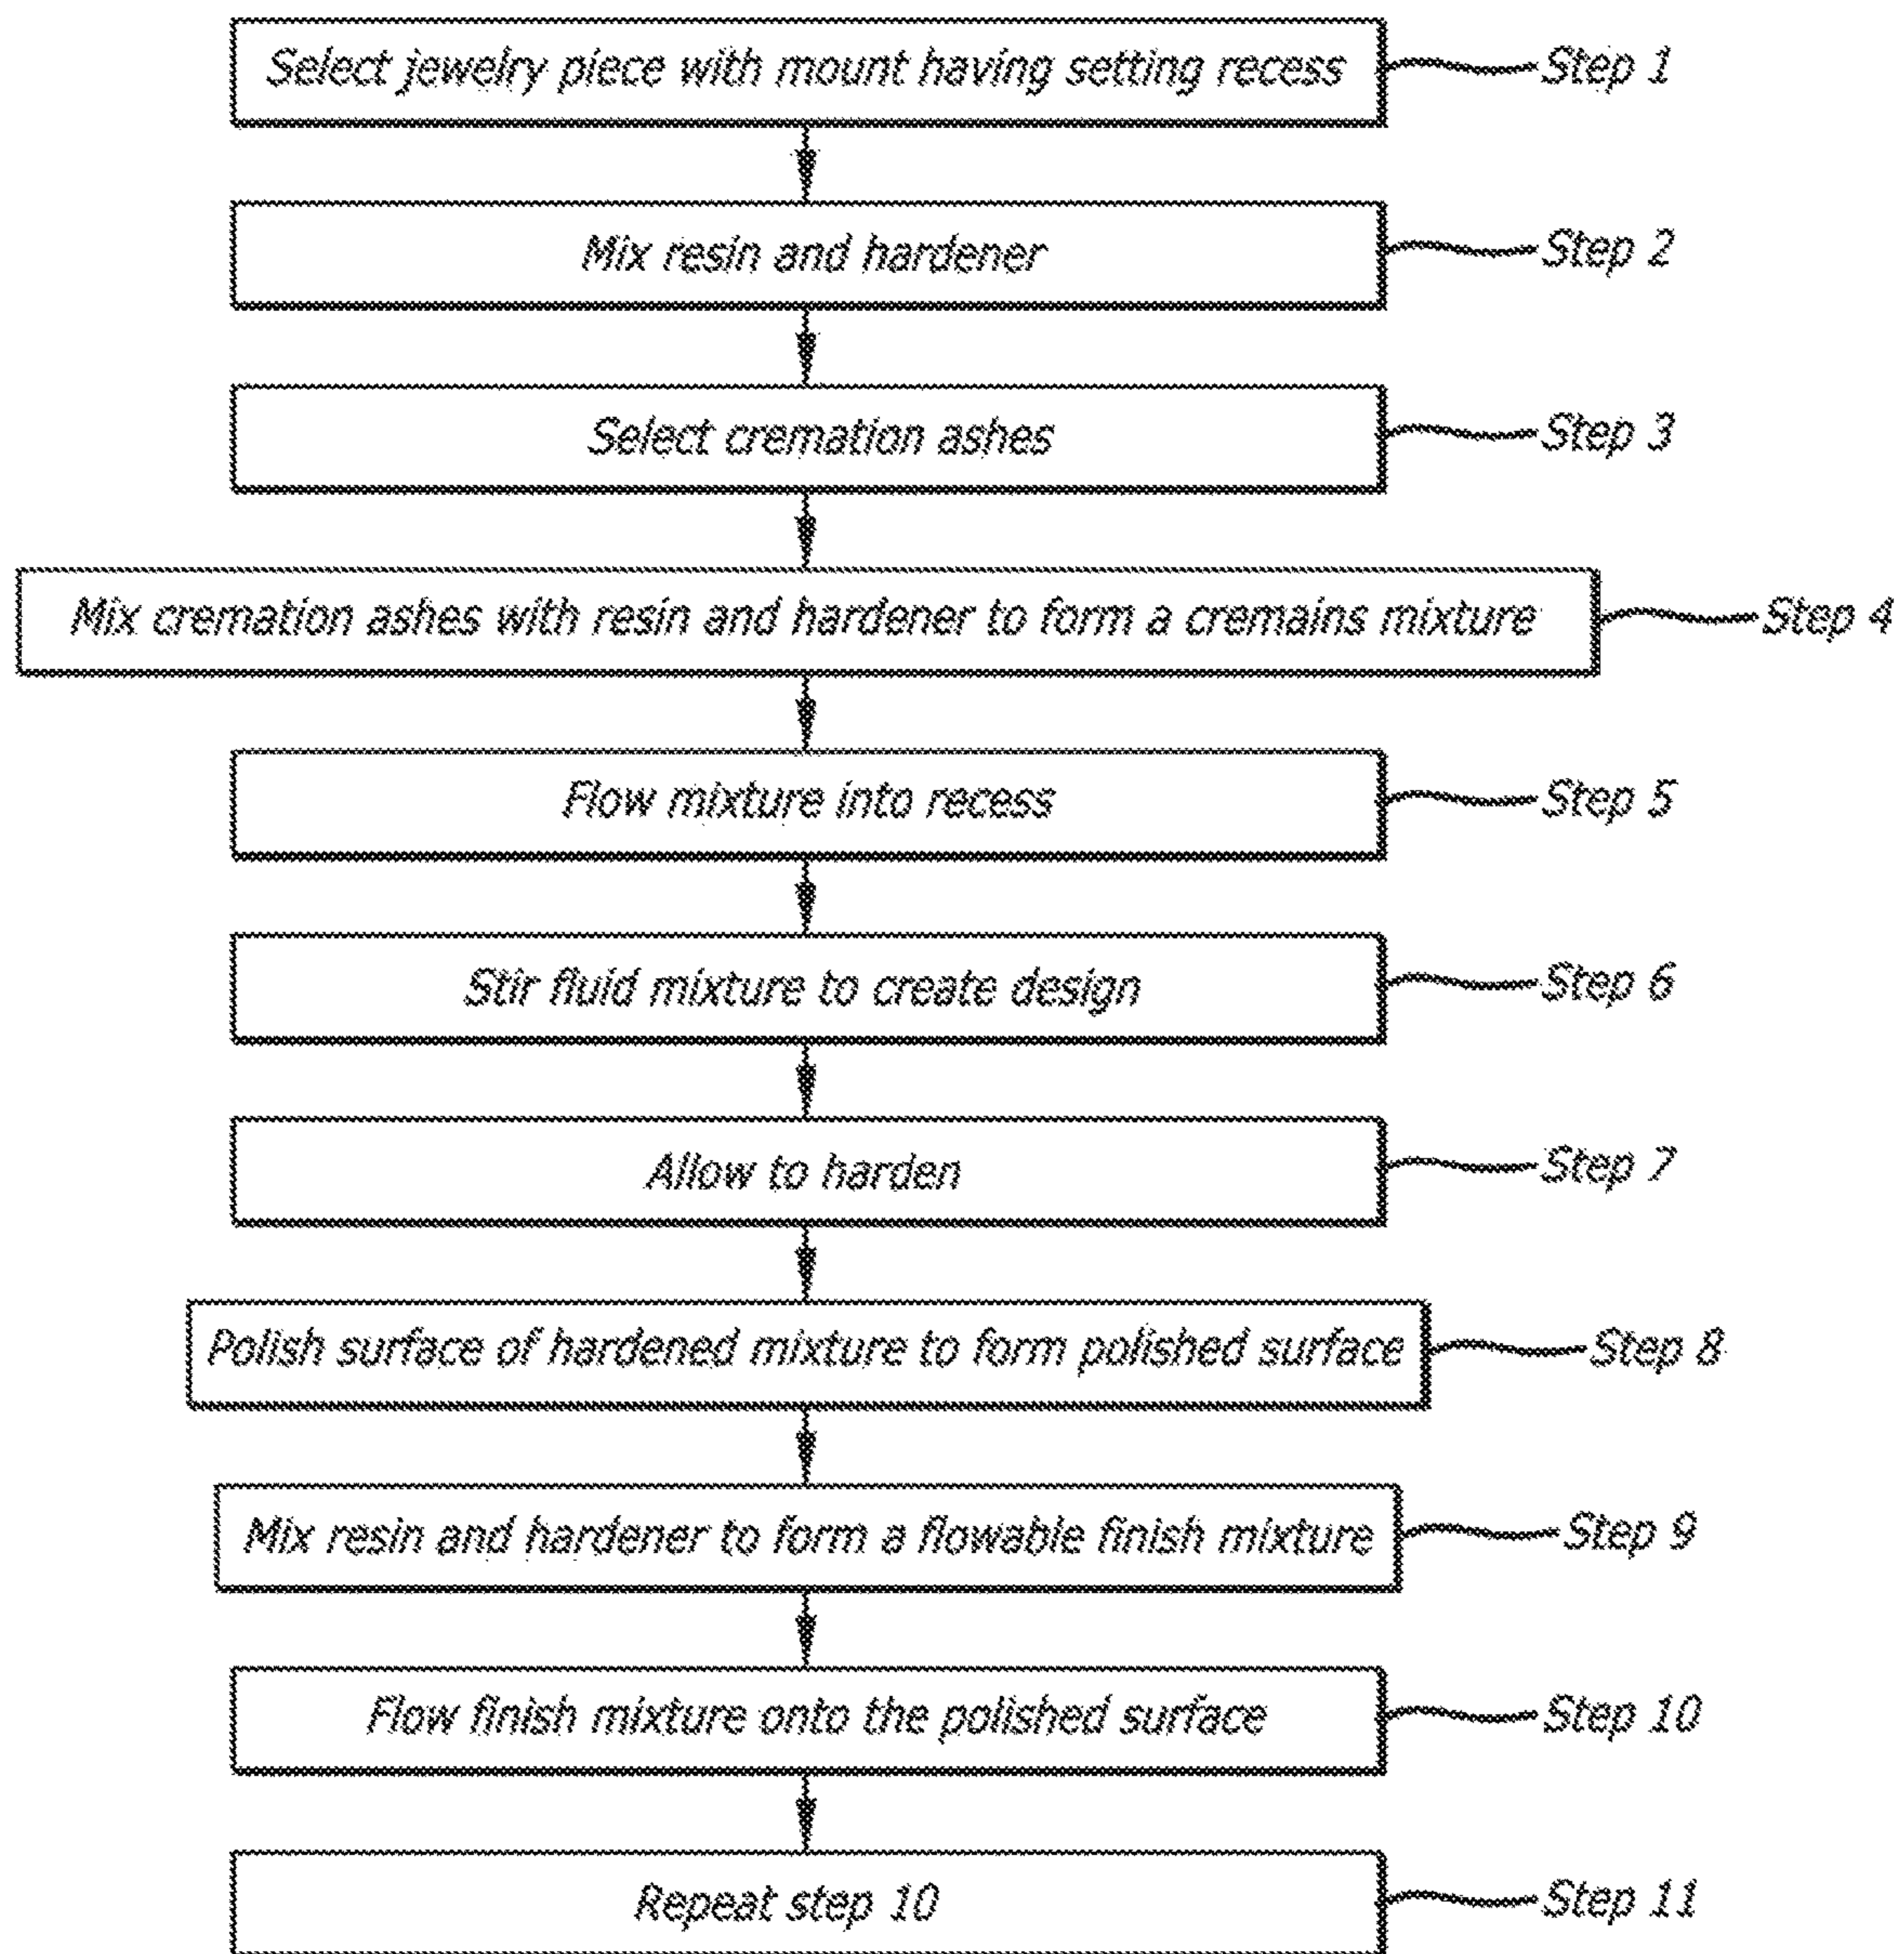 Select jewelry piece with mount having setting recess Step 1
Mix resin and hardener Step 2
Select cremation ashes Step 3
Mix cremation ashes with resin and hardener to form a cremains mixture Step 4
Flow mixture into recess Step 5
Stir fluid mixture to create design Step 6
Allow to harden Step 7
Polish surface of hardened mixture to form polished surface Step 8
Mix resin and hardener to form a flowable finish mixture Step 9
Flow finish mixture onto the polished surface Step 10
Repeat step 10 Step 11